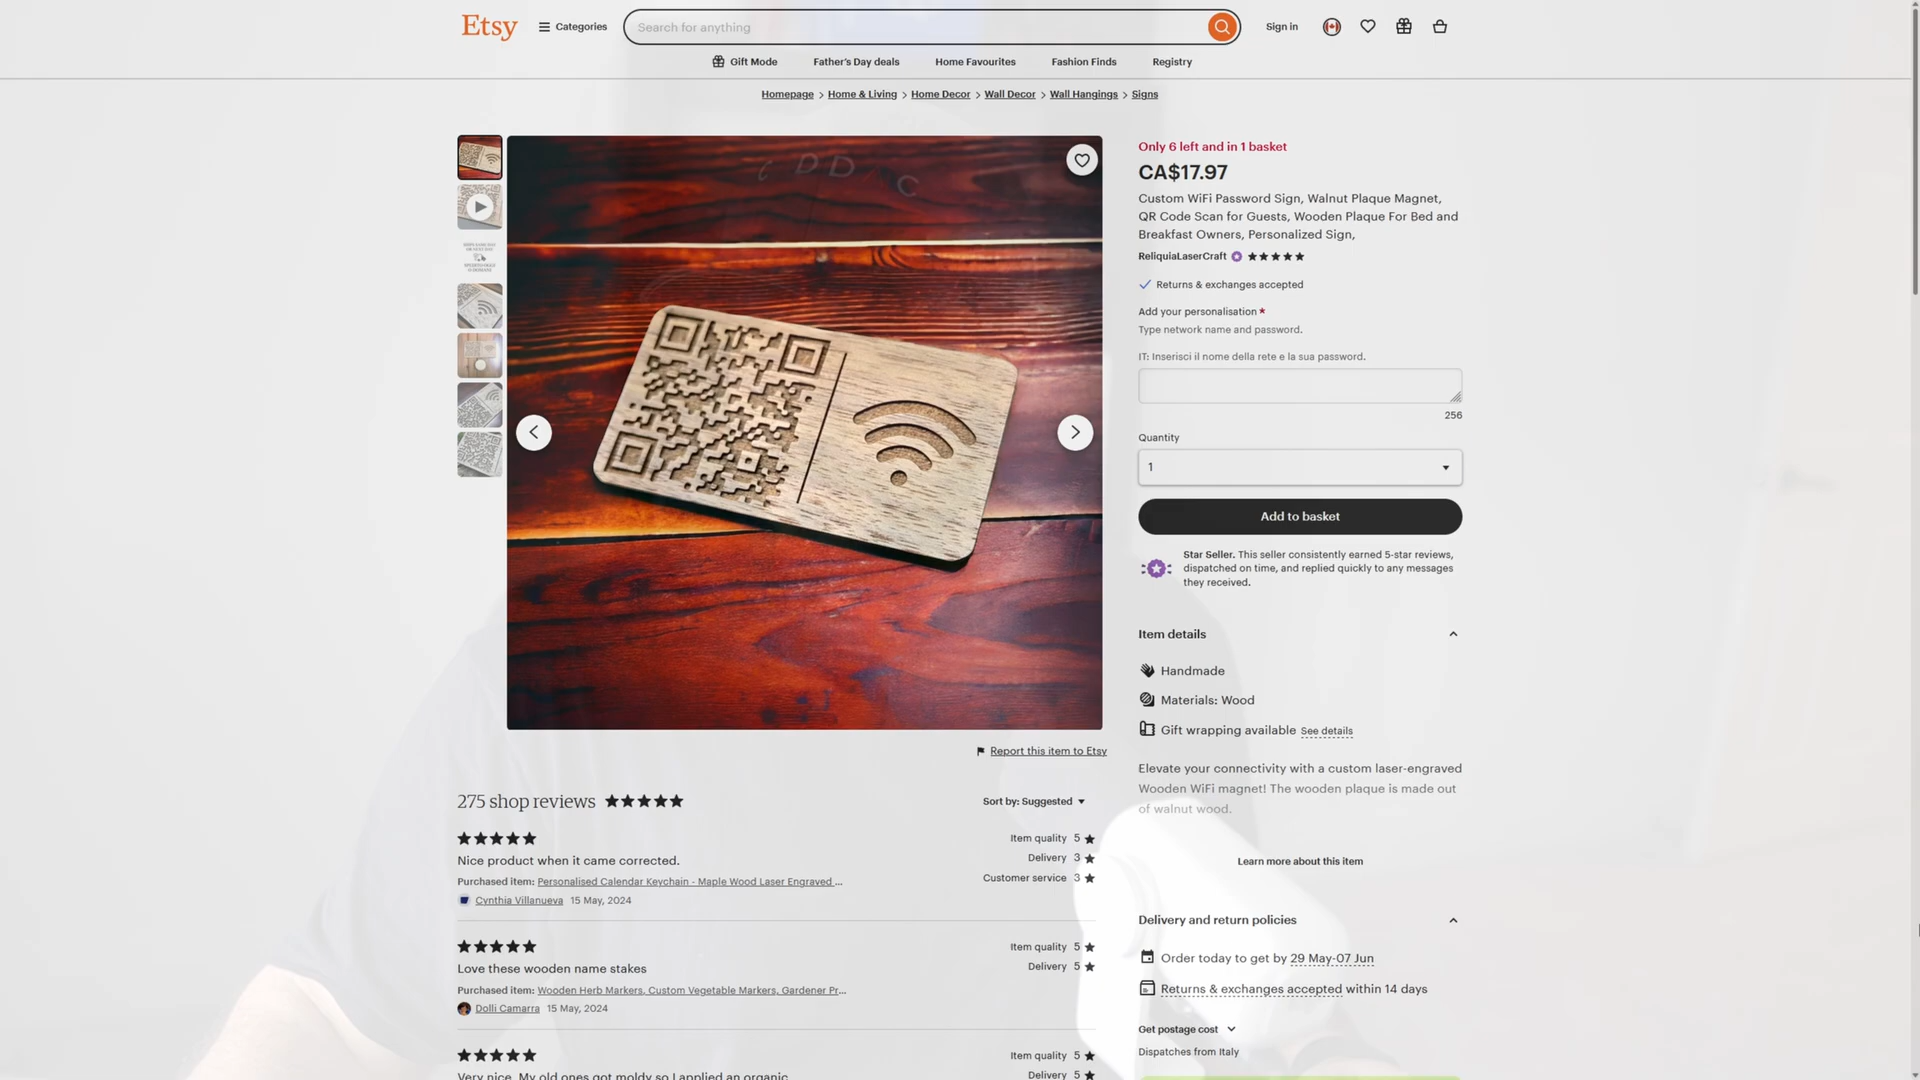 Etsy
Categories
Search for anything
Sign in
Gift Mode
Father's Day deals
Home Favourites
Fashion Finds
Registry
Homepage > Home & Living > Home Decor > Wall Decor > Wall Hangings > Signs
Only 6 left and in 1 basket
CA$17.97
Custom WiFi Password Sign, Walnut Plaque Magnet,
QR Code Scan for Guests, Wooden Plaque For Bed and
Breakfast Owners, Personalized Sign,
ReliquiaLaserCraft
Returns & exchanges accepted
Add your personalisation *
Type network name and password.
IT: Inserisci il nome della rete e la sua password.
256
Quantity
1
Add to basket
Star Seller. This seller consistently earned 5-star reviews,
dispatched on time, and replied quickly to any messages
they received.
Item details
Handmade
Materials: Wood
Gift wrapping available See details
Elevate your connectivity with a custom laser-engraved
Wooden WiFi magnet! The wooden plaque is made out
of walnut wood.
Learn more about this item
Delivery and return policies
Order today to get by 29 May-07 Jun
Returns & exchanges accepted within 14 days
Get postage cost
Dispatches from Italy
Report this item to Etsy
275 shop reviews
Sort by: Suggested
Item quality 5
Nice product when it came corrected.
Delivery 3
Customer service 3
Purchased item: Personalised Calendar Keychain - Maple Wood Laser Engraved ...
Cynthia Villanueva 15 May, 2024
Item quality 5
Love these wooden name stakes
Delivery 5
Purchased item: Wooden Herb Markers, Custom Vegetable Markers, Gardener Pr...
Dolli Camarra 15 May, 2024
Item quality 5
Very nice. My old ones got moldy so I applied an organic
Delivery 5